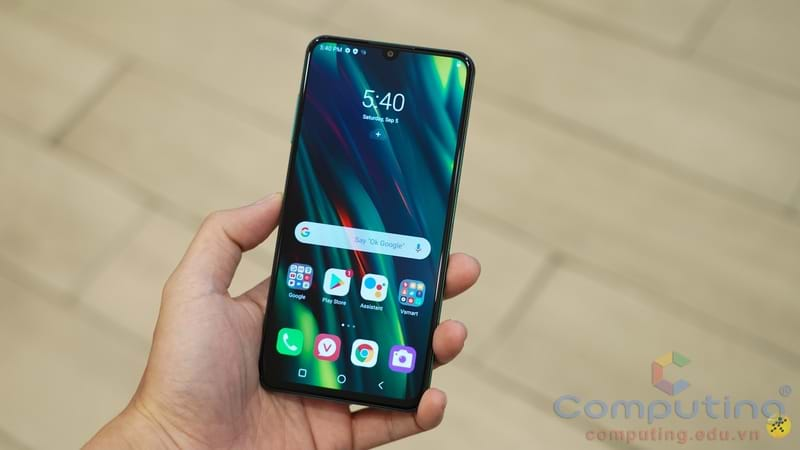 5:40 PM
5:40
Saturday, Sep 5
Say "Ok Google"
Google
Play Store
Assistant
Vsmart
Computing®
computing.edu.vn